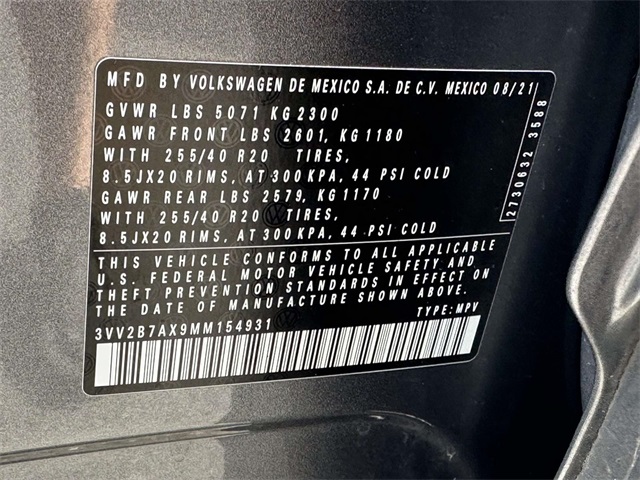 MFD BY VOLKSWAGEN DE MEXICO S.A. DE C.V. MEXICO 08/21
GVWR LBS 5071 KG 2300
GAWR FRONT LBS 2601, KG 1180
WITH 255/40 R20 TIRES,
8.5JX20 RIMS, AT 300 KPA, 44 PSI COLD
GAWR REAR LBS 2579, KG 1170
WITH 255/40 R20 TIRES,
8.5JX20 RIMS, AT 300 KPA, 44 PSI COLD
2730632 3588
THIS VEHICLE CONFORMS TO ALL APPLICABLE
U.S. FEDERAL MOTOR VEHICLE SAFETY AND
THEFT PREVENTION STANDARDS IN EFFECT ON
THE DATE OF MANUFACTURE SHOWN ABOVE.
3VV2B7AX9MM154931 TYPE: MPV